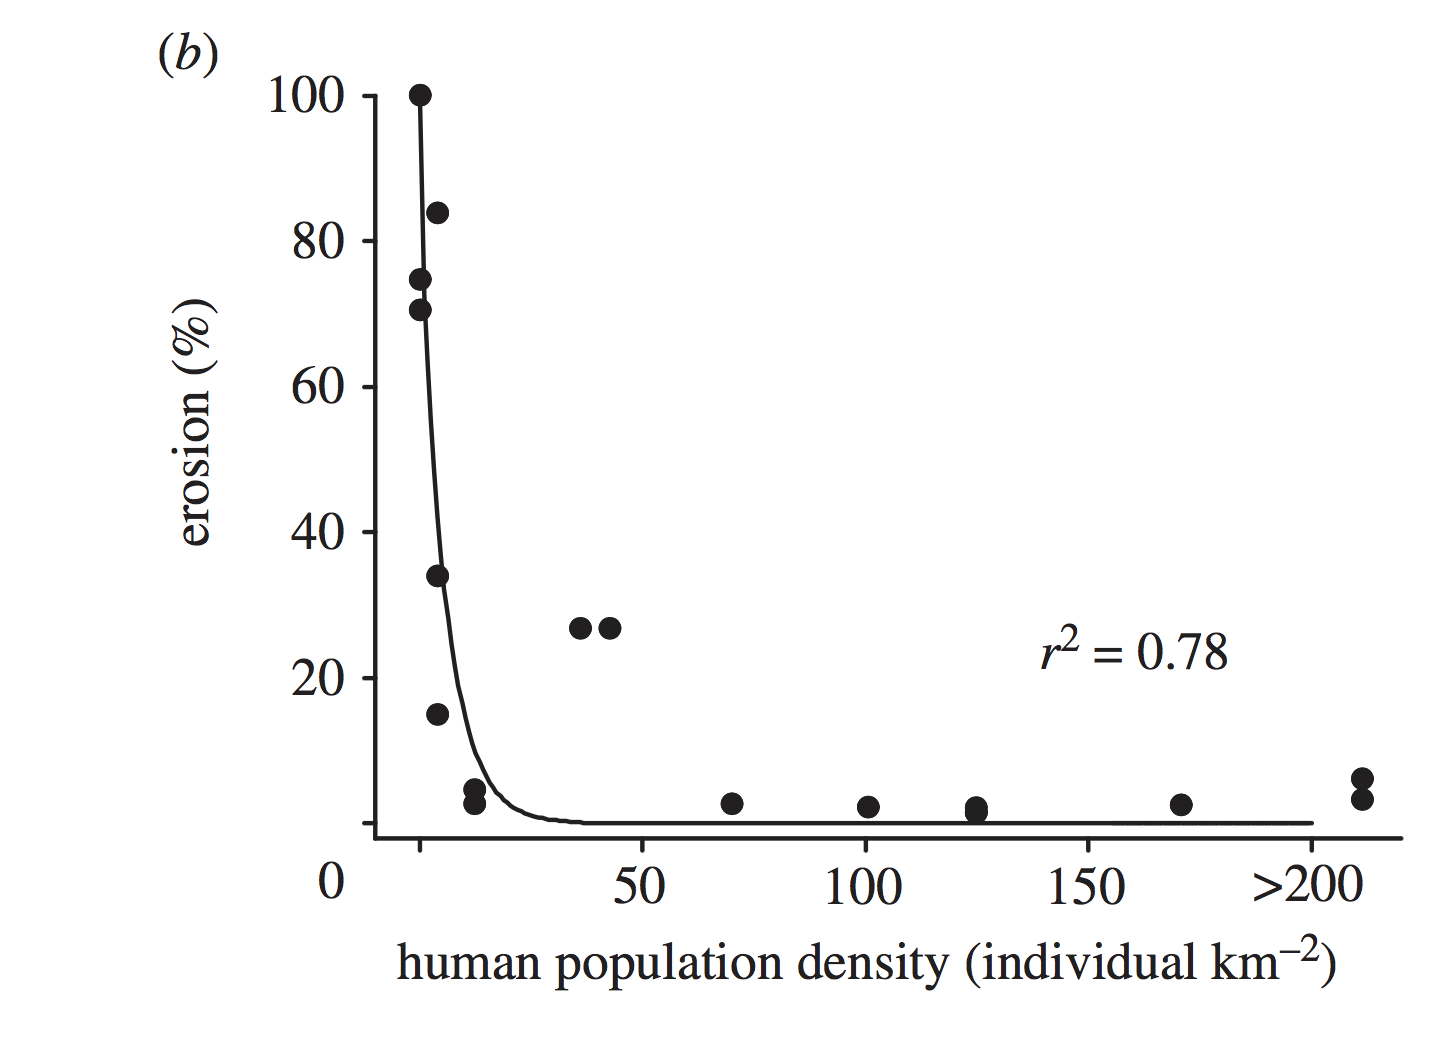 (b)
100
80
60
40
20
erosion (%)
r² = 0.78
0 50 100 150 >200
human population density (individual km⁻²)